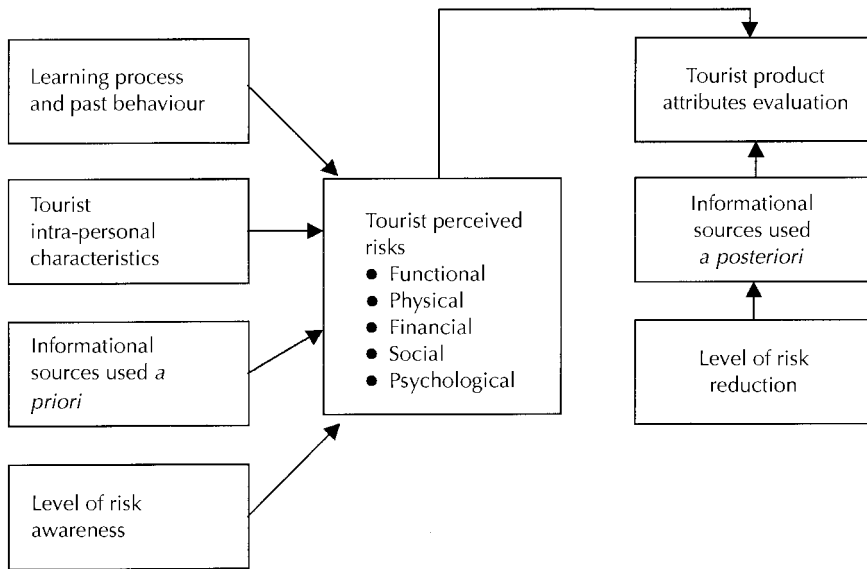 Learning process
and past behaviour
Tourist
intra-personal
characteristics
Informational
sources used a
priori
Level of risk
awareness
Tourist perceived
risks
● Functional
● Physical
● Financial
● Social
● Psychological
Tourist product
attributes evaluation
Informational
sources used
a posteriori
Level of risk
reduction